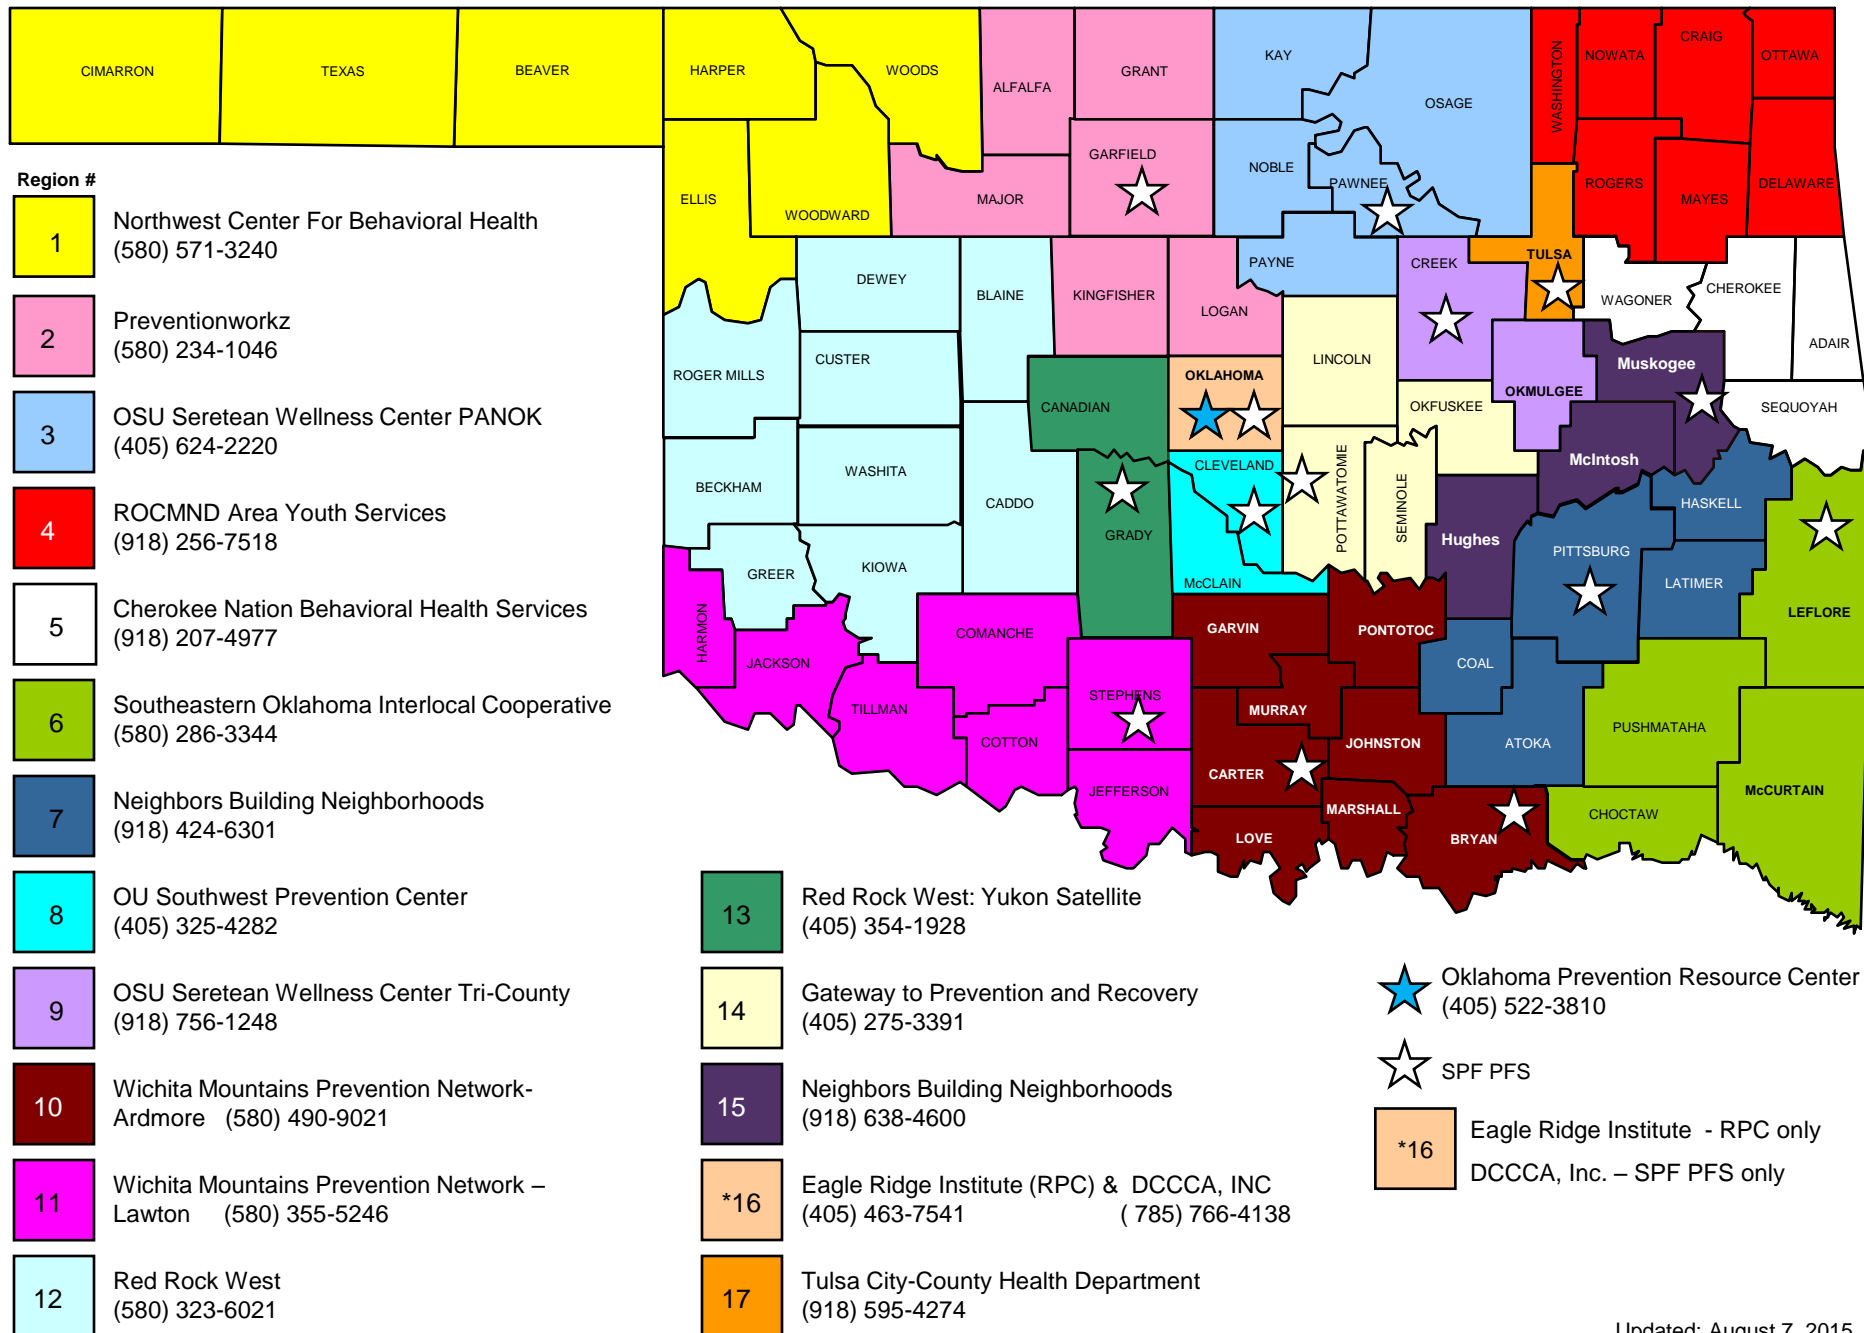 CIMARRON
TEXAS
BEAVER
HARPER
WOODS
ALFALFA
GRANT
KAY
OSAGE
WASHINGTON
NOWATA
CRAIG
OTTAWA
ELLIS
WOODWARD
MAJOR
GARFIELD
NOBLE
PAWNEE
ROGERS
MAYES
DELAWARE
DEWEY
BLAINE
KINGFISHER
LOGAN
PAYNE
CREEK
TULSA
WAGONER
CHEROKEE
ADAIR
ROGER MILLS
CUSTER
CANADIAN
OKLAHOMA
LINCOLN
OKFUSKEE
OKMULGEE
Muskogee
SEQUOYAH
BECKHAM
WASHITA
CADDO
GRADY
CLEVELAND
McCLAIN
POTTAWATOMIE
SEMINOLE
Hughes
McIntosh
HASKELL
PITTSBURG
LATIMER
LEFLORE
GREER
KIOWA
HARMON
JACKSON
COMANCHE
TILLMAN
COTTON
STEPHENS
JEFFERSON
GARVIN
PONTOTOC
MURRAY
JOHNSTON
CARTER
MARSHALL
LOVE
BRYAN
COAL
ATOKA
PUSHMATAHA
CHOCTAW
McCURTAIN
Region #
1
Northwest Center For Behavioral Health
(580) 571-3240
2
Preventionworkz
(580) 234-1046
3
OSU Seretean Wellness Center PANOK
(405) 624-2220
4
ROCMND Area Youth Services
(918) 256-7518
5
Cherokee Nation Behavioral Health Services
(918) 207-4977
6
Southeastern Oklahoma Interlocal Cooperative
(580) 286-3344
7
Neighbors Building Neighborhoods
(918) 424-6301
8
OU Southwest Prevention Center
(405) 325-4282
9
OSU Seretean Wellness Center Tri-County
(918) 756-1248
10
Wichita Mountains Prevention Network-
Ardmore (580) 490-9021
11
Wichita Mountains Prevention Network –
Lawton (580) 355-5246
12
Red Rock West
(580) 323-6021
13
Red Rock West: Yukon Satellite
(405) 354-1928
14
Gateway to Prevention and Recovery
(405) 275-3391
15
Neighbors Building Neighborhoods
(918) 638-4600
*16
Eagle Ridge Institute (RPC) & DCCCA, INC
(405) 463-7541 ( 785) 766-4138
17
Tulsa City-County Health Department
(918) 595-4274
Oklahoma Prevention Resource Center
(405) 522-3810
SPF PFS
*16
Eagle Ridge Institute - RPC only
DCCCA, Inc. – SPF PFS only
Updated: August 7, 2015